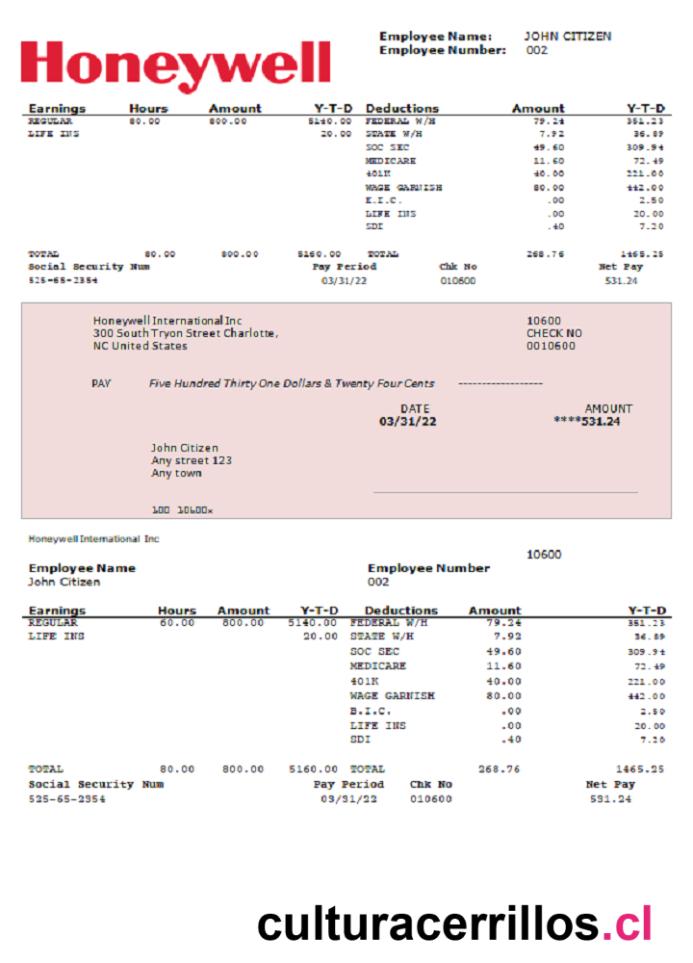 Honeywell
Employee Name: JOHN CITIZEN
Employee Number: 002
Earnings Hours Amount Y-T-D Deductions Amount Y-T-D
REGULAR 80.00 800.00 5140.00 FEDERAL W/H 79.24 351.23
LIFE INS 20.00 STATE W/H 7.92 36.89
SOC SEC 49.60 309.94
MEDICARE 11.60 72.49
401K 40.00 221.00
WAGE GARNISH 80.00 442.00
E.I.C. .00 2.50
LIFE INS .00 20.00
SDI .40 7.20
TOTAL 80.00 800.00 5160.00 TOTAL 268.76 1465.25
Social Security Num Pay Period Chk No Net Pay
525-65-2354 03/31/22 010600 531.24
Honeywell International Inc 10600
300 South Tryon Street Charlotte, CHECK NO
NC United States 0010600
PAY Five Hundred Thirty One Dollars & Twenty Four Cents ------------------
DATE AMOUNT
03/31/22 ****531.24
John Citizen
Any street 123
Any town
100 10600x
Honeywell International Inc
10600
Employee Name Employee Number
John Citizen 002
Earnings Hours Amount Y-T-D Deductions Amount Y-T-D
REGULAR 60.00 800.00 5140.00 FEDERAL W/H 79.24 351.23
LIFE INS 20.00 STATE W/H 7.92 36.89
SOC SEC 49.60 309.94
MEDICARE 11.60 72.49
401K 40.00 221.00
WAGE GARNISH 80.00 442.00
B.I.C. .00 2.50
LIFE INS .00 20.00
SDI .40 7.20
TOTAL 80.00 800.00 5160.00 TOTAL 268.76 1465.25
Social Security Num Pay Period Chk No Net Pay
525-65-2354 03/31/22 010600 531.24
culturacerrillos.cl